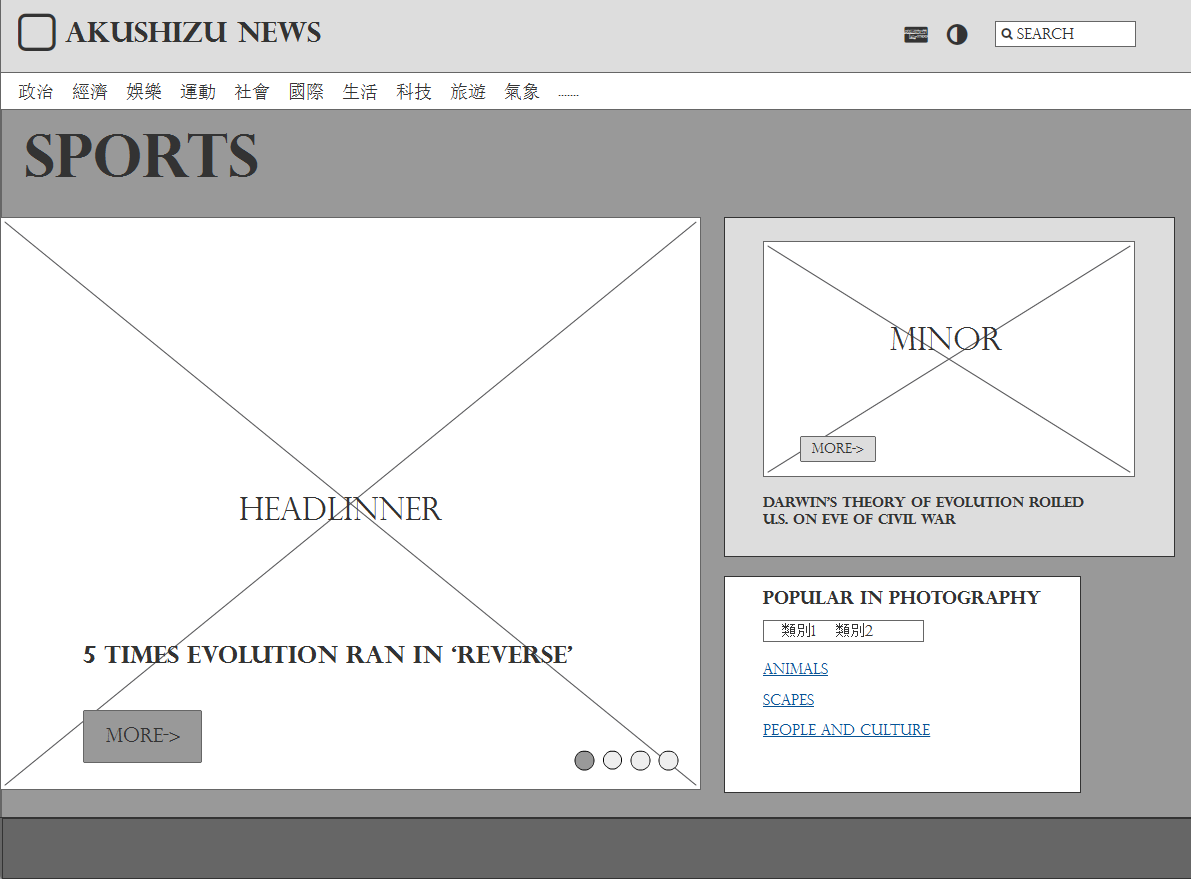 AKUSHIZU NEWS
SEARCH
政治 經濟 娛樂 運動 社會 國際 生活 科技 旅遊 氣象 .......
SPORTS
HEADLINNER
5 TIMES EVOLUTION RAN IN ‘REVERSE’
MORE->
MINOR
MORE->
DARWIN’S THEORY OF EVOLUTION ROILED
U.S. ON EVE OF CIVIL WAR
POPULAR IN PHOTOGRAPHY
類別1 類別2
ANIMALS
SCAPES
PEOPLE AND CULTURE